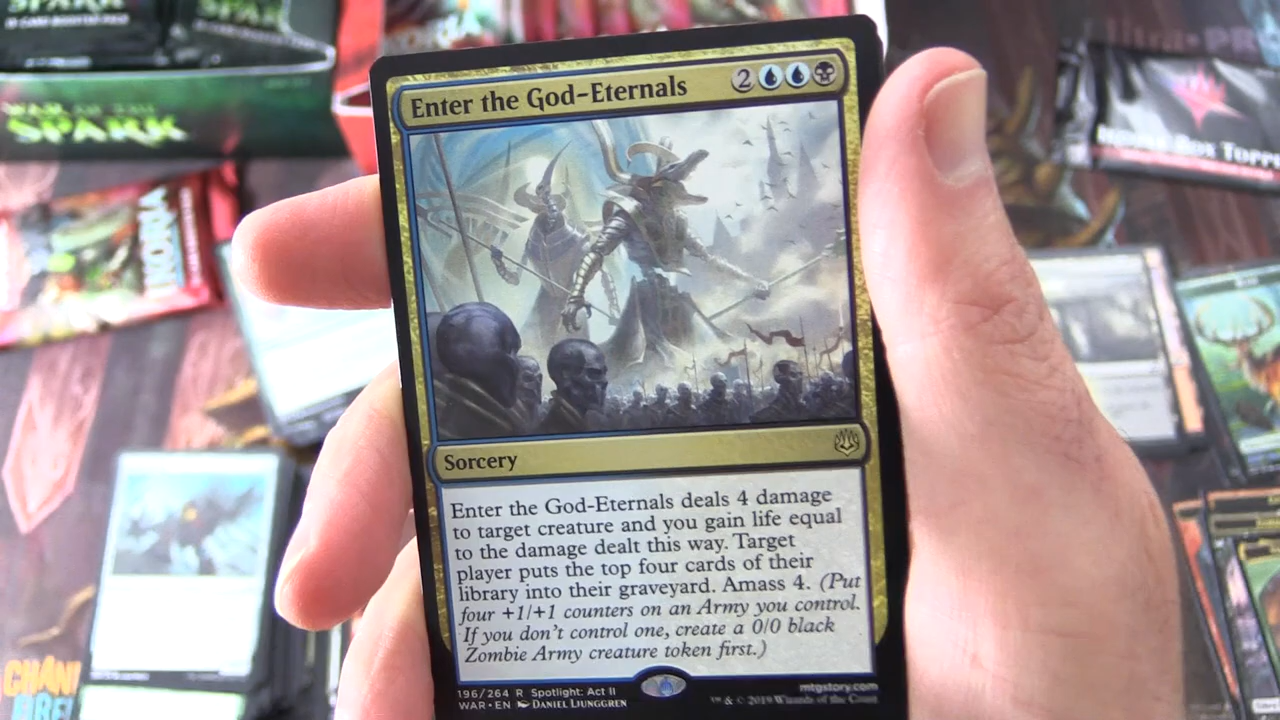 SPARK
WAR OF THE
SPARK
Enter the God-Eternals
2
Sorcery
Enter the God-Eternals deals 4 damage
to target creature and you gain life equal
to the damage dealt this way. Target
player puts the top four cards of their
library into their graveyard. Amass 4. (Put
four +1/+1 counters on an Army you control.
If you don't control one, create a 0/0 black
Zombie Army creature token first.)
196/264 R Spotlight: Act II
WAR • EN DANIEL LJUNGGREN
mtgstory.com
™ & © 2019 Wizards of the Coast
CHAN